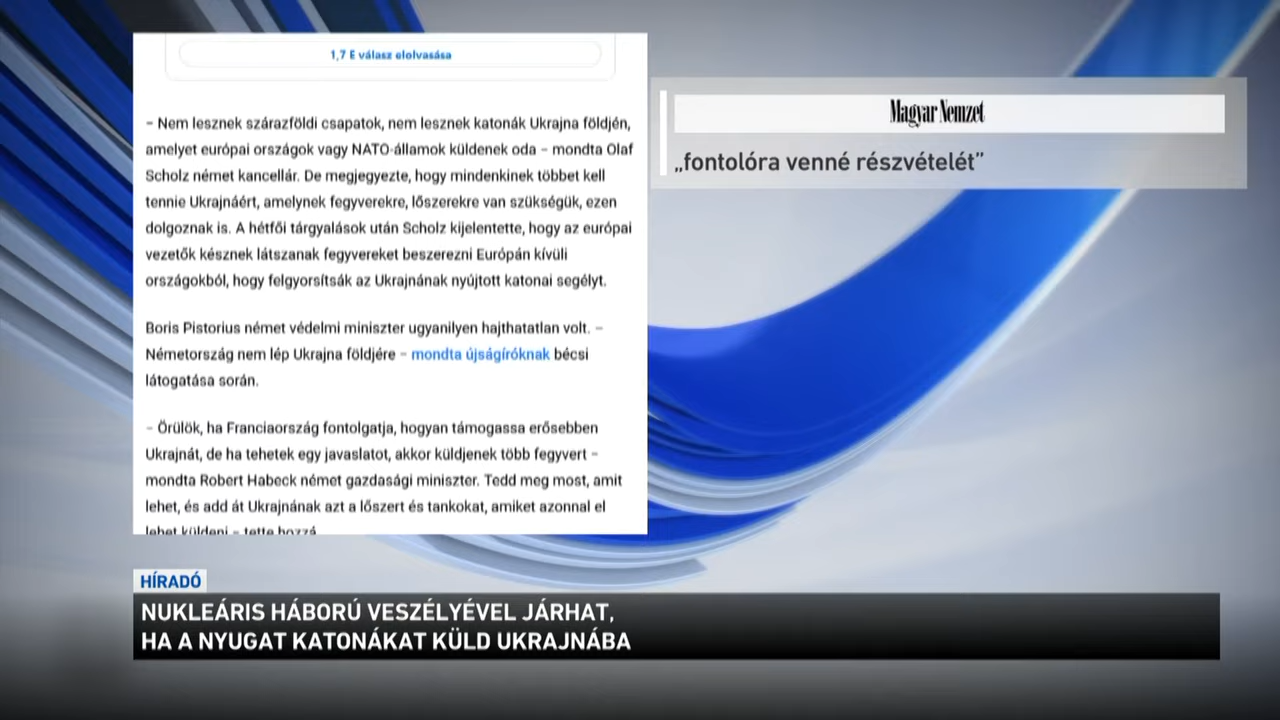 1,7 E válasz elolvasása
– Nem lesznek szárazföldi csapatok, nem lesznek katonák Ukrajna földjén,
amelyet európai országok vagy NATO-államok küldenek oda – mondta Olaf
Scholz német kancellár. De megjegyezte, hogy mindenkinek többet kell
tennie Ukrajnáért, amelynek fegyverekre, lőszerekre van szükségük, ezen
dolgoznak is. A hétfői tárgyalások után Scholz kijelentette, hogy az európai
vezetők késznek látszanak fegyvereket beszerezni Európán kívüli
országokból, hogy felgyorsítsák az Ukrajnának nyújtott katonai segélyt.
Boris Pistorius német védelmi miniszter ugyanilyen hajthatatlan volt. –
Németország nem lép Ukrajna földjére – mondta újságíróknak bécsi
látogatása során.
– Örülök, ha Franciaország fontolgatja, hogyan támogassa erősebben
Ukrajnát, de ha tehetek egy javaslatot, akkor küldjenek több fegyvert –
mondta Robert Habeck német gazdasági miniszter. Tedd meg most, amit
lehet, és add át Ukrajnának azt a lőszert és tankokat, amiket azonnal el
lehet küldeni – tette hozzá
Magyar Nemzet
„fontolóra venné részvételét”
HÍRADÓ
NUKLEÁRIS HÁBORÚ VESZÉLYÉVEL JÁRHAT,
HA A NYUGAT KATONÁKAT KÜLD UKRAJNÁBA